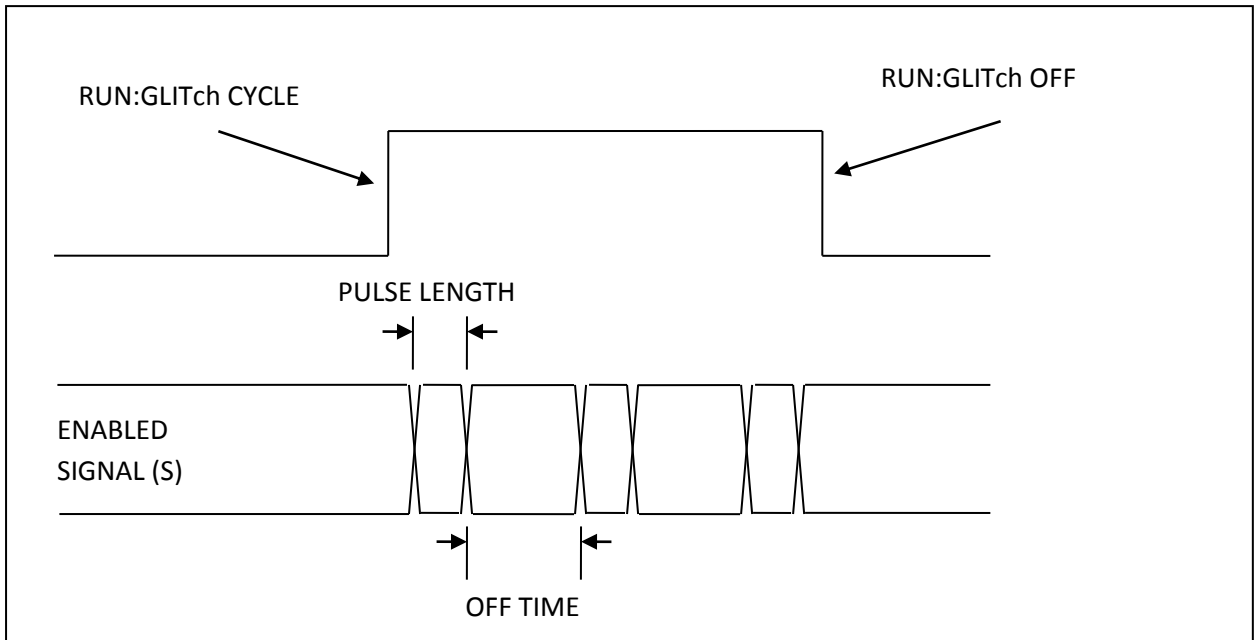 RUN:GLITch CYCLE
RUN:GLITch OFF
PULSE LENGTH
ENABLED
SIGNAL (S)
OFF TIME